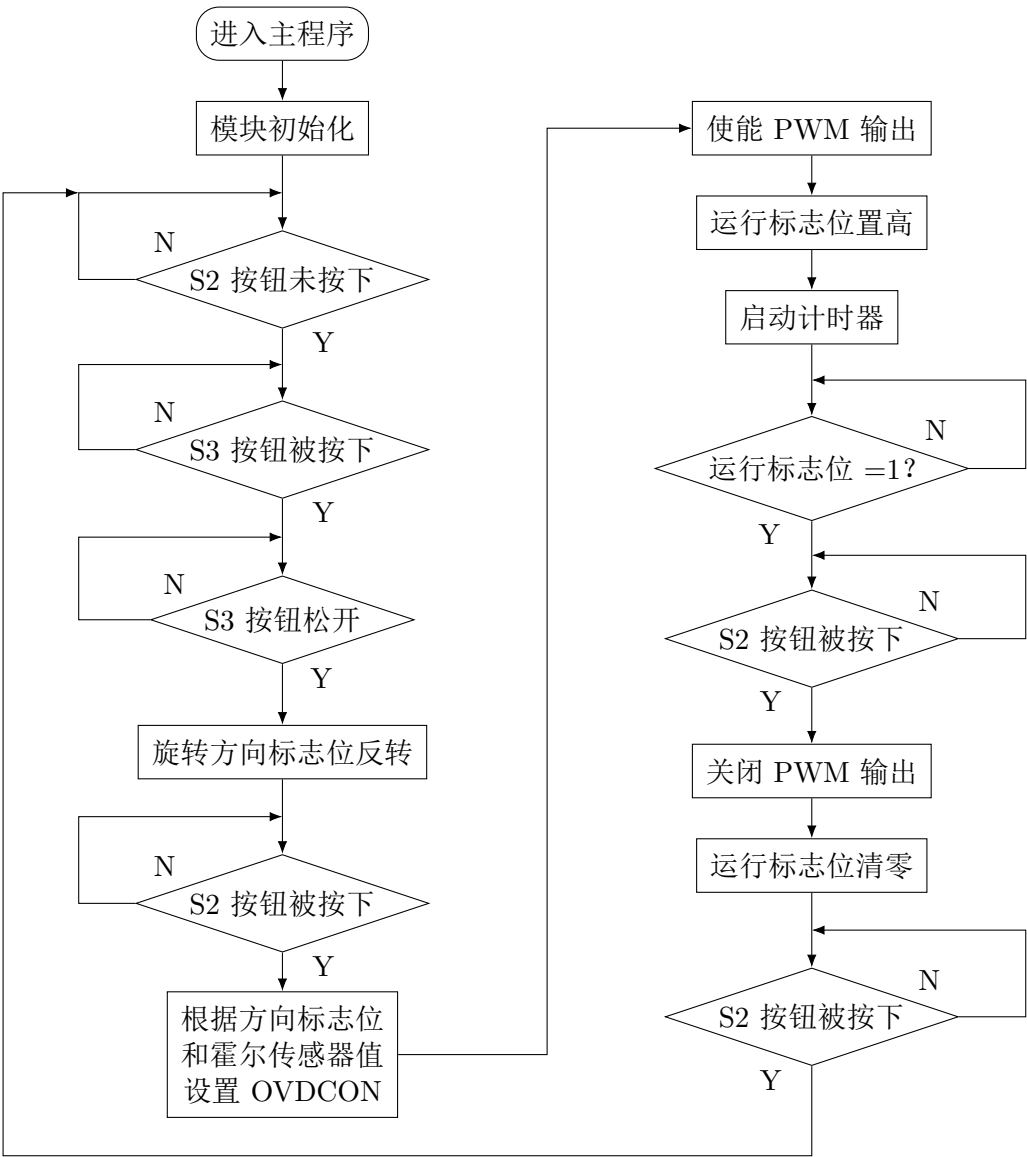 进入主程序
模块初始化
N
S2 按钮未按下
Y
N
S3 按钮被按下
Y
N
S3 按钮松开
Y
旋转方向标志位反转
N
S2 按钮被按下
Y
根据方向标志位
和霍尔传感器值
设置 OVDCON
使能 PWM 输出
运行标志位置高
启动计时器
N
运行标志位 =1？
Y
N
S2 按钮被按下
Y
关闭 PWM 输出
运行标志位清零
N
S2 按钮被按下
Y